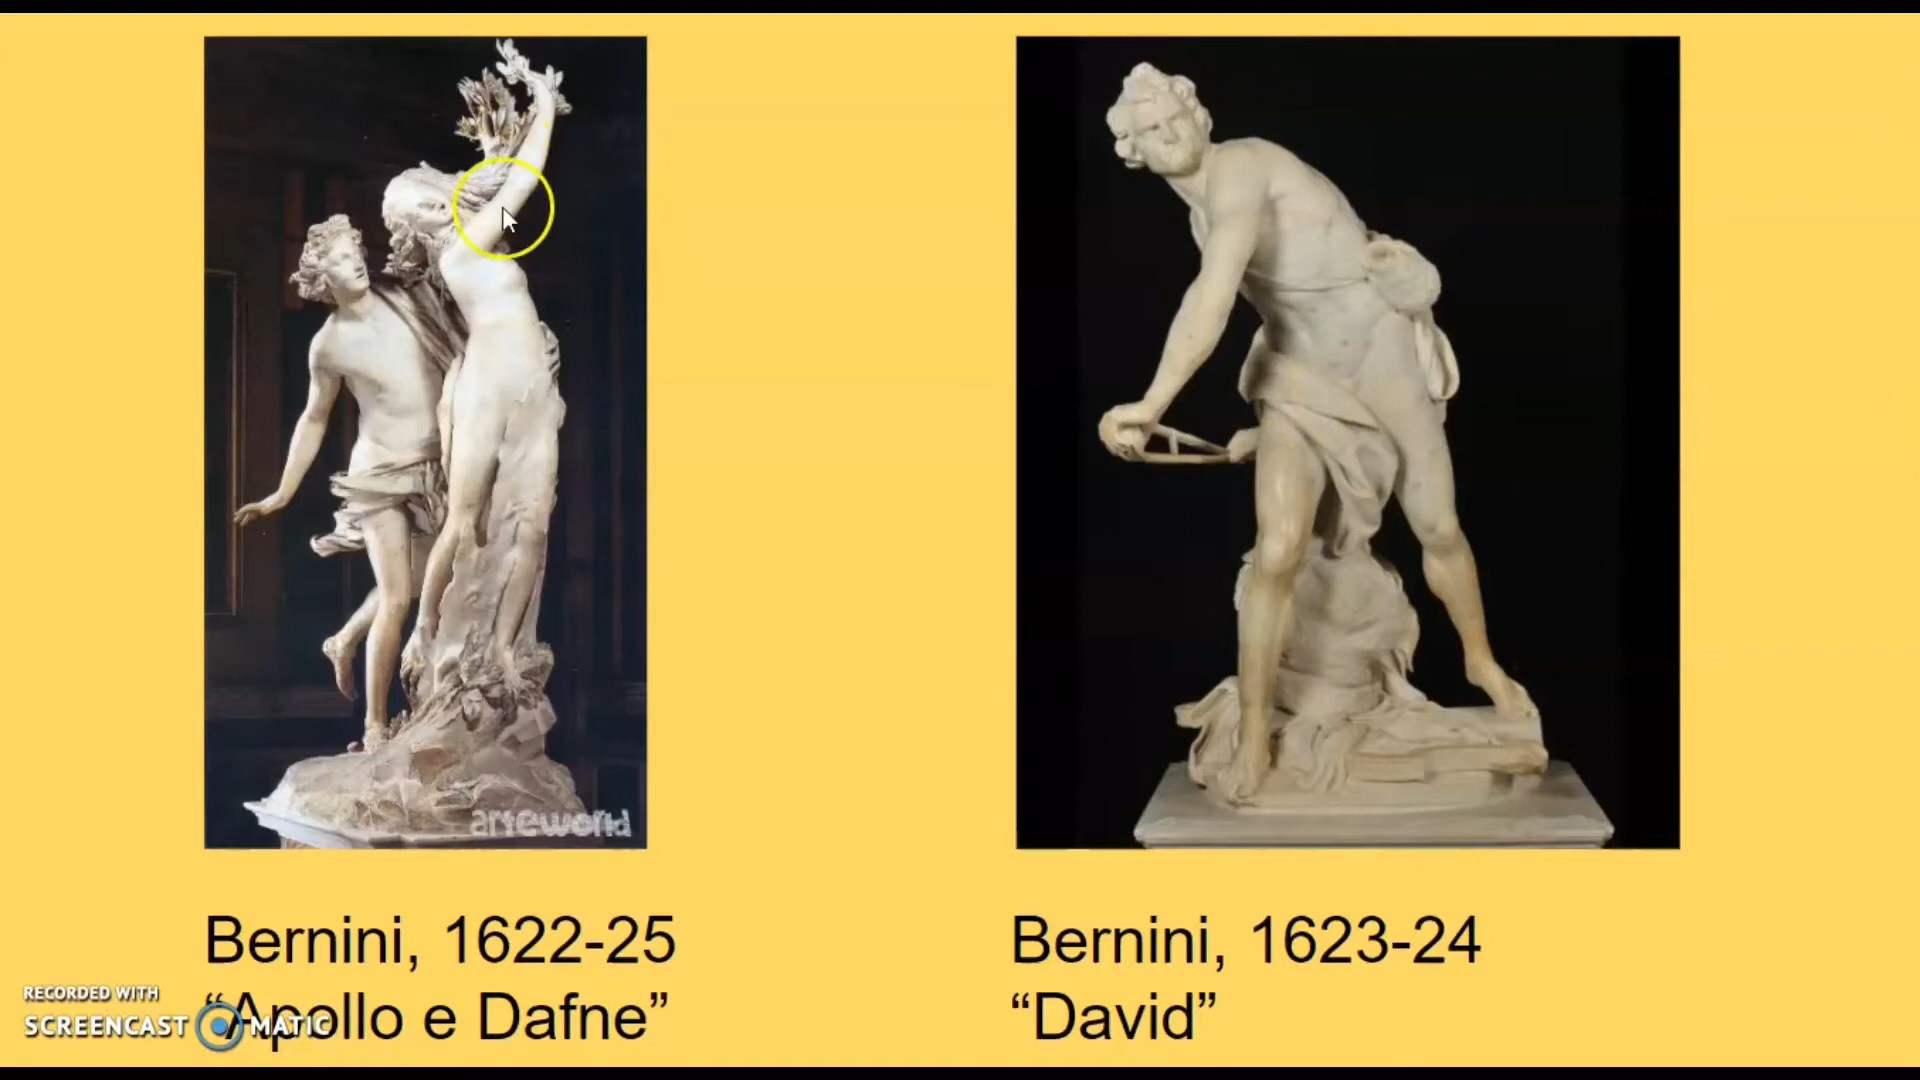 arteworld
Bernini, 1622-25
“Apollo e Dafne”
Bernini, 1623-24
“David”
RECORDED WITH
SCREENCAST MATIC